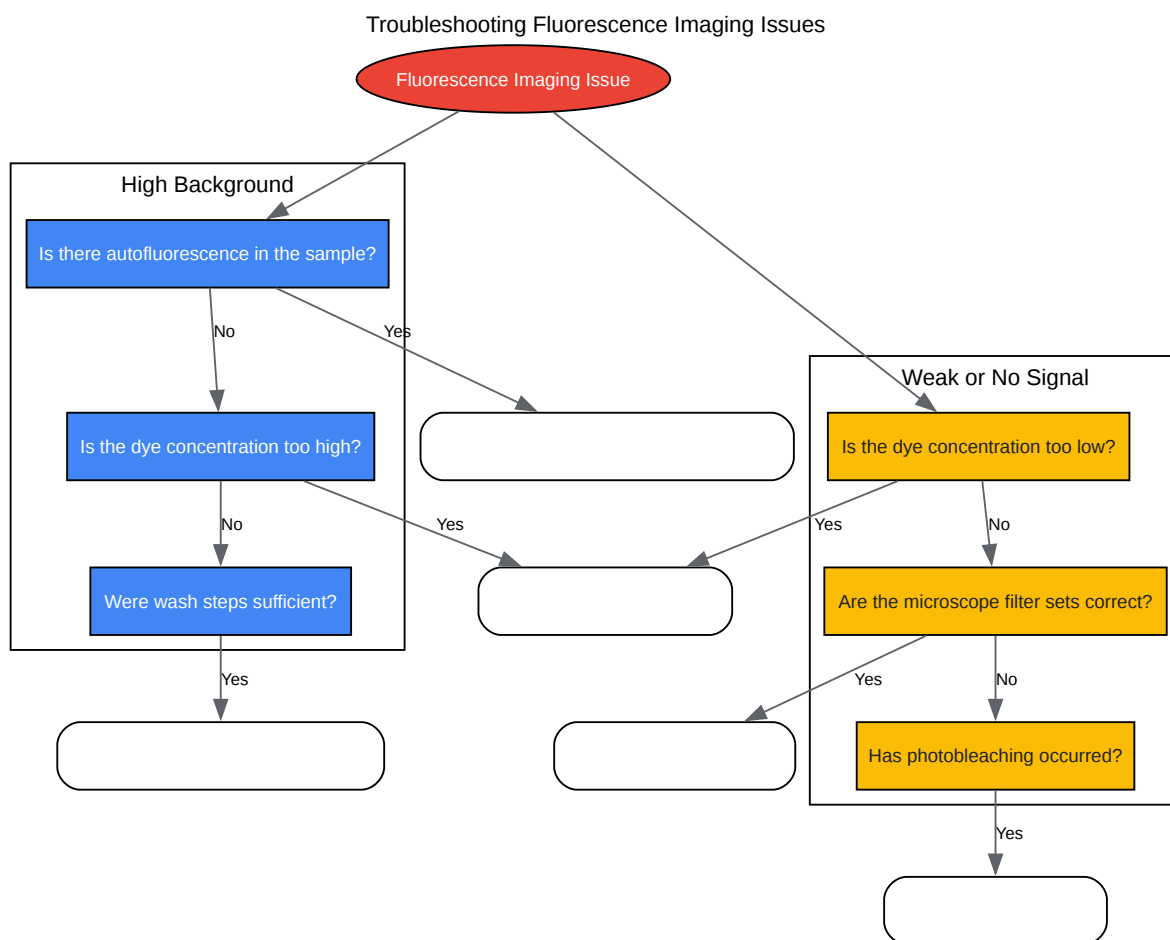 Troubleshooting Fluorescence Imaging Issues
Fluorescence Imaging Issue
High Background
Is there autofluorescence in the sample?
No
Yes
Weak or No Signal
Is the dye concentration too high?
Is the dye concentration too low?
No
Yes
Yes
No
Were wash steps sufficient?
Are the microscope filter sets correct?
Yes
Yes
No
Has photobleaching occurred?
Yes